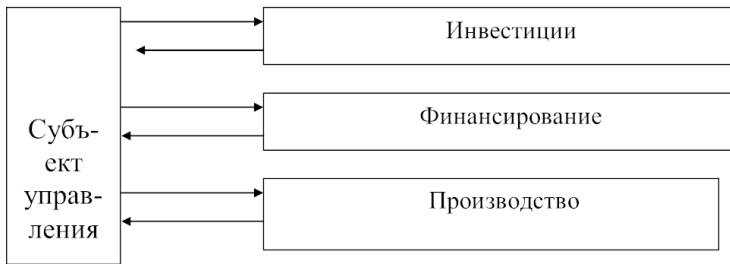 Субъ-
ект
управ-
ления
Инвестиции
Финансирование
Производство